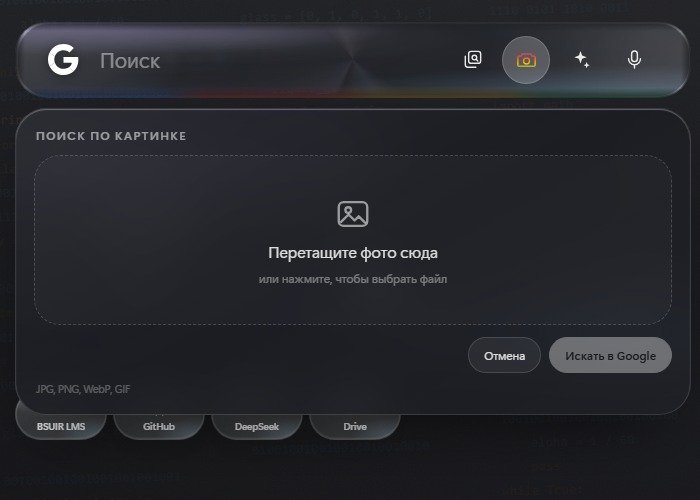 Поиск
ПОИСК ПО КАРТИНКЕ
Перетащите фото сюда
или нажмите, чтобы выбрать файл
Отмена
Искать в Google
JPG, PNG, WebP, GIF
BSUIR LMS
GitHub
DeepSeek
Drive